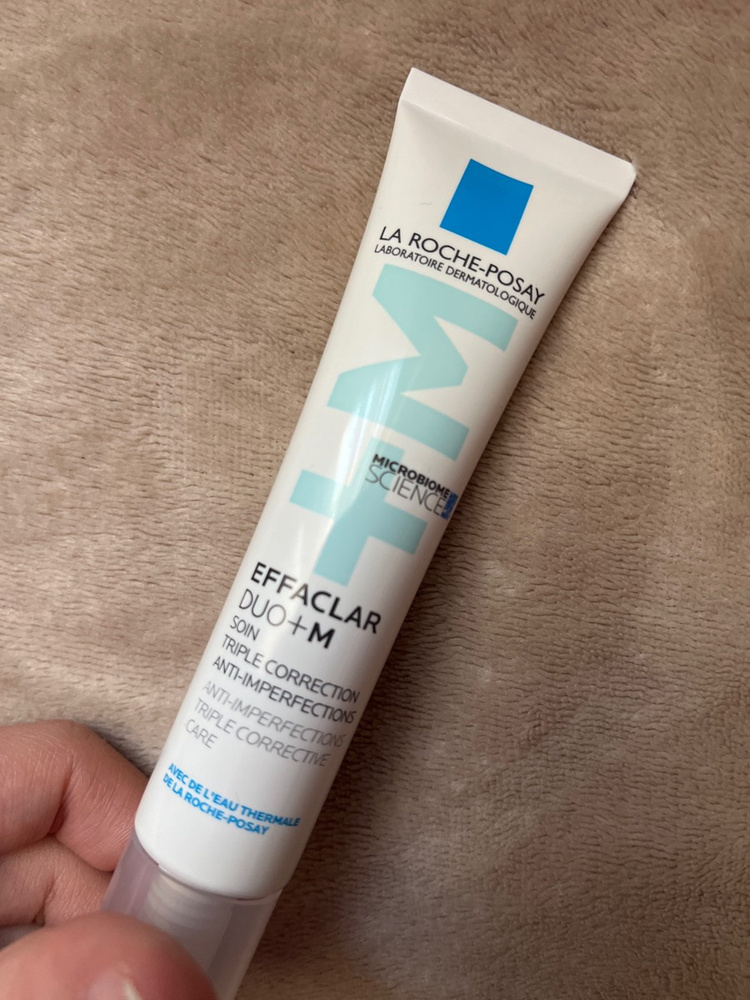 LA ROCHE-POSAY
LABORATOIRE DERMATOLOGIQUE
+M
MICROBIOME
SCIENCE
EFFACLAR
DUO+M
SOIN
TRIPLE CORRECTION
ANTI-IMPERFECTIONS
ANTI-IMPERFECTIONS
TRIPLE CORRECTIVE
CARE
AVEC DE L'EAU THERMALE
DE LA ROCHE-POSAY